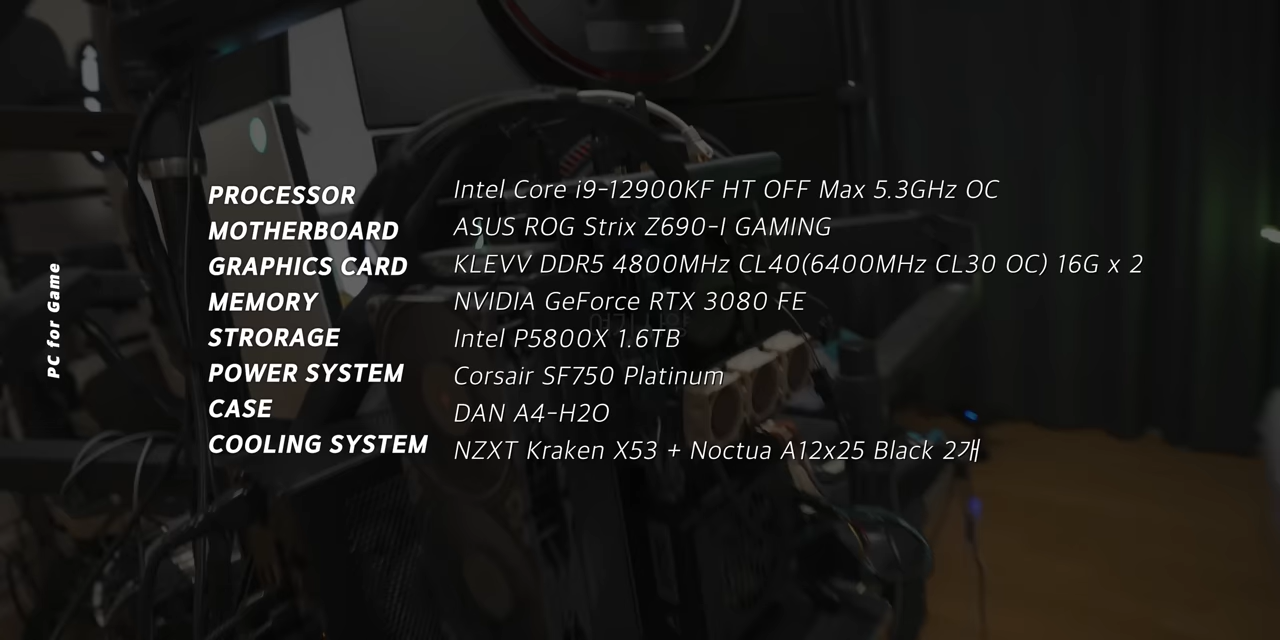 PC for Game
PROCESSOR Intel Core i9-12900KF HT OFF Max 5.3GHz OC
MOTHERBOARD ASUS ROG Strix Z690-I GAMING
GRAPHICS CARD KLEVV DDR5 4800MHz CL40(6400MHz CL30 OC) 16G x 2
MEMORY NVIDIA GeForce RTX 3080 FE
STRORAGE Intel P5800X 1.6TB
POWER SYSTEM Corsair SF750 Platinum
CASE DAN A4-H2O
COOLING SYSTEM NZXT Kraken X53 + Noctua A12x25 Black 2개